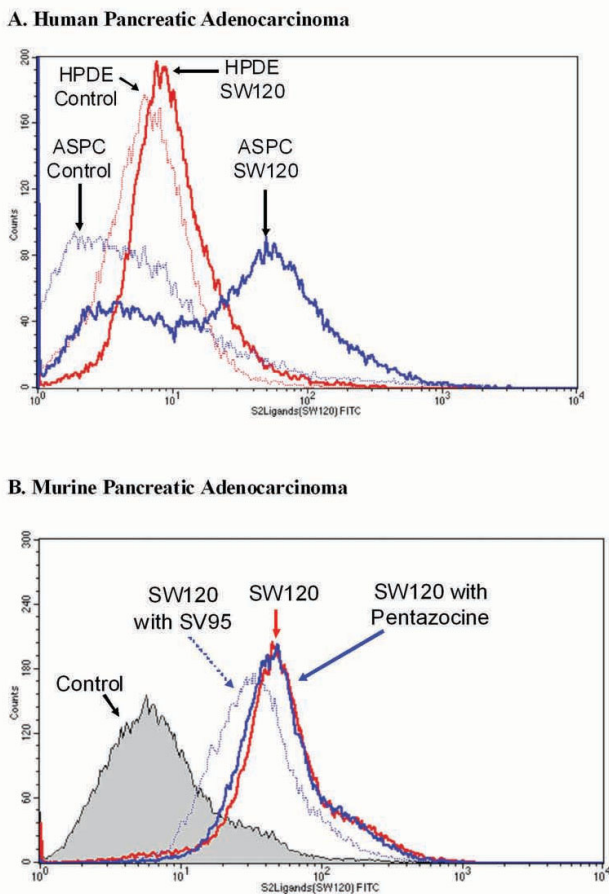 A. Human Pancreatic Adenocarcinoma
200
160
120
80
40
0
Counts
HPDE
Control
HPDE
SW120
ASPC
Control
ASPC
SW120
10^0
10^1
10^2
10^3
10^4
S2Ligands(SW120) FITC
B. Murine Pancreatic Adenocarcinoma
300
240
180
120
60
0
Counts
Control
SW120
with SV95
SW120
SW120 with
Pentazocine
10^0
10^1
10^2
10^3
10^4
S2Ligands(SW120) FITC